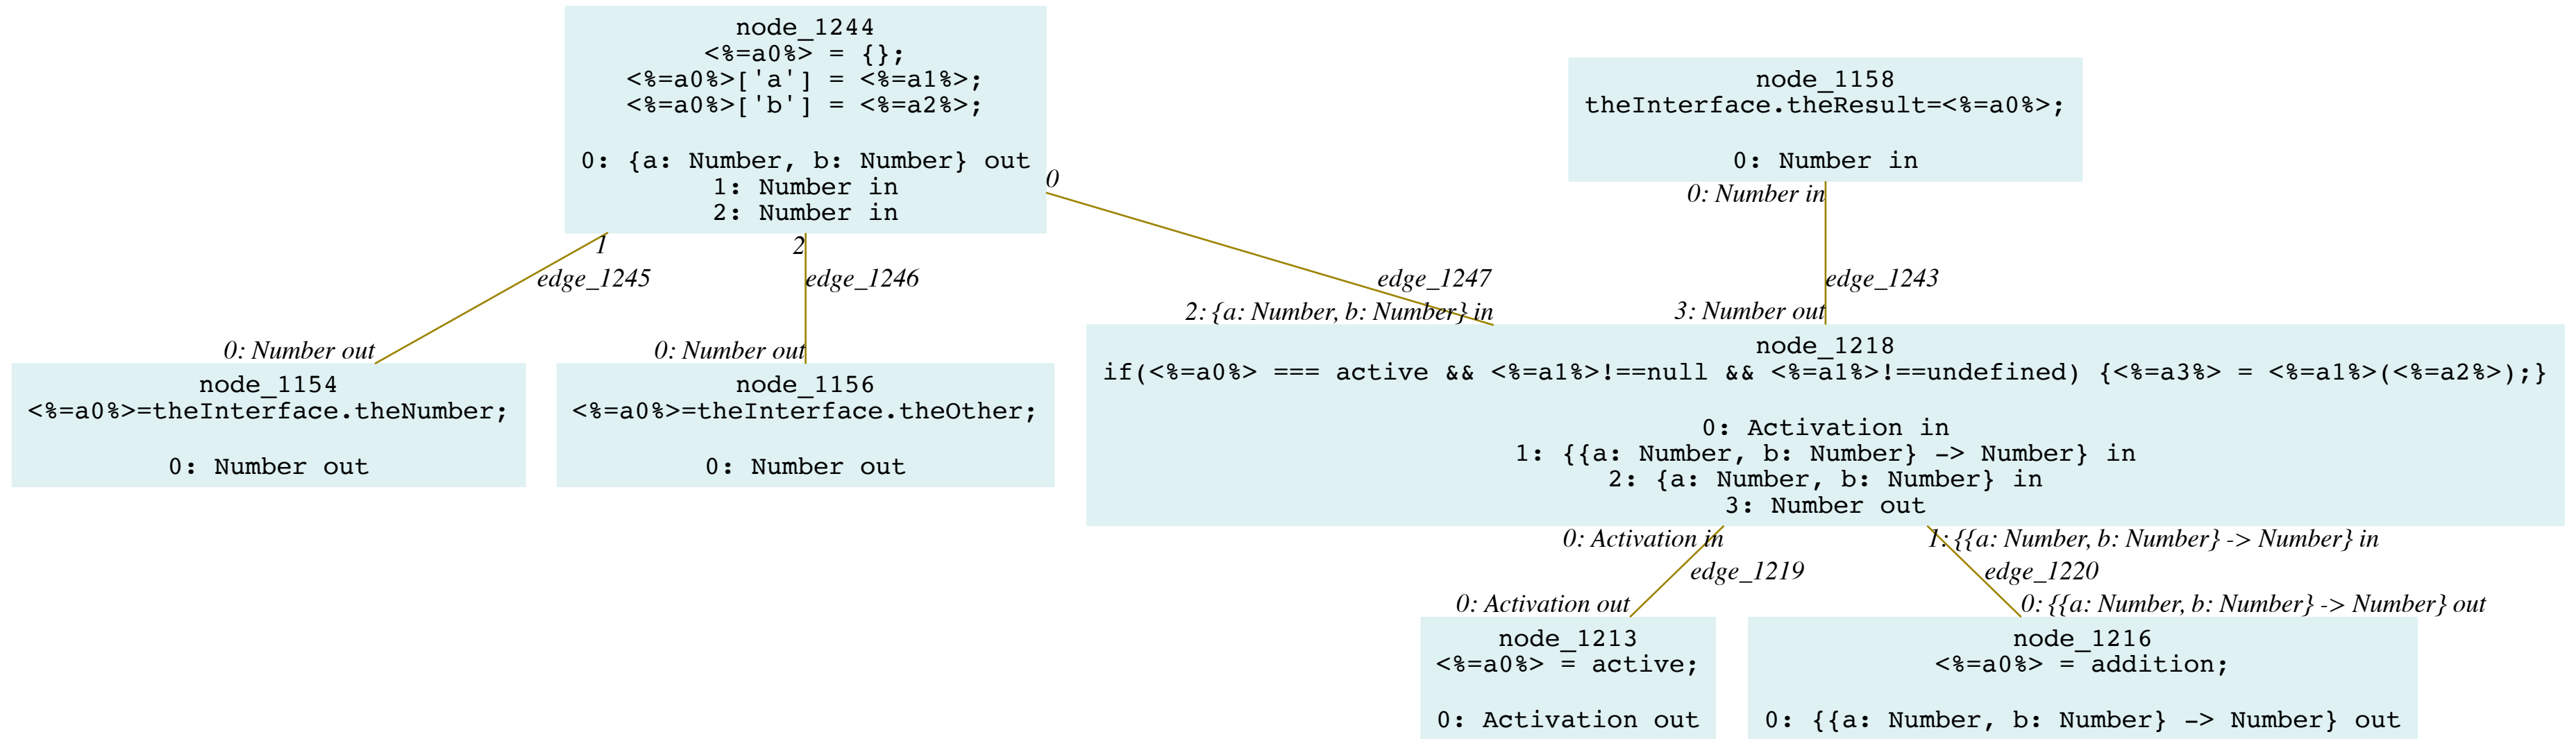 node_1244
<%=a0%> = {};
<%=a0%>['a'] = <%=a1%>;
<%=a0%>['b'] = <%=a2%>;
0: {a: Number, b: Number} out
1: Number in
2: Number in
node_1158
theInterface.theResult=<%=a0%>;
0: Number in
0
0: Number in
1
2
edge_1245
edge_1246
edge_1247
edge_1243
2: {a: Number, b: Number} in
3: Number out
0: Number out
0: Number out
node_1154
<%=a0%>=theInterface.theNumber;
0: Number out
node_1156
<%=a0%>=theInterface.theOther;
0: Number out
node_1218
if(<%=a0%> === active && <%=a1%>!==null && <%=a1%>!==undefined) {<%=a3%> = <%=a1%>(<%=a2%>);}
0: Activation in
1: {{a: Number, b: Number} -> Number} in
2: {a: Number, b: Number} in
3: Number out
0: Activation in
1: {{a: Number, b: Number} -> Number} in
edge_1219
edge_1220
0: Activation out
0: {{a: Number, b: Number} -> Number} out
node_1213
<%=a0%> = active;
0: Activation out
node_1216
<%=a0%> = addition;
0: {{a: Number, b: Number} -> Number} out